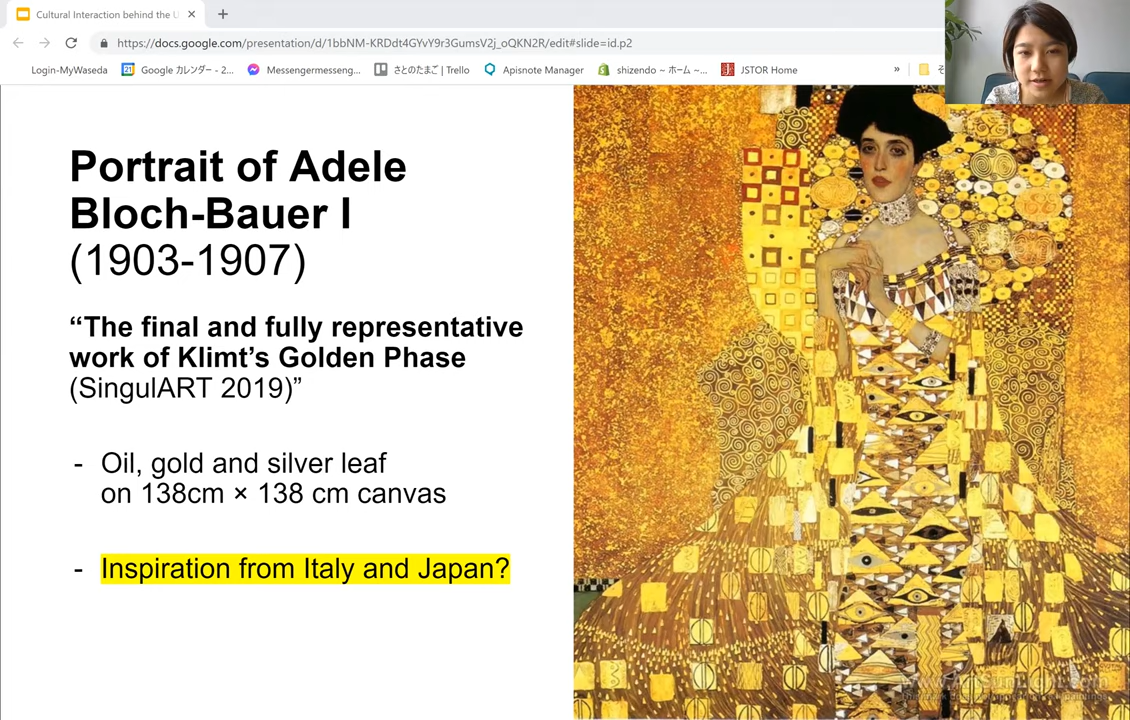 Cultural Interaction behind the U
https://docs.google.com/presentation/d/1bbNM-KRDdt4GYvY9r3GumsV2j_oQKN2R/edit#slide=id.p2
Login-MyWaseda
Google カレンダー - 2...
Messengermesseng...
さとのたまご | Trello
Apisnote Manager
shizendo ~ ホーム ~...
JSTOR Home
»
Portrait of Adele
Bloch-Bauer I
(1903-1907)
“The final and fully representative
work of Klimt’s Golden Phase
(SingulART 2019)”
- Oil, gold and silver leaf
on 138cm × 138 cm canvas
- Inspiration from Italy and Japan?